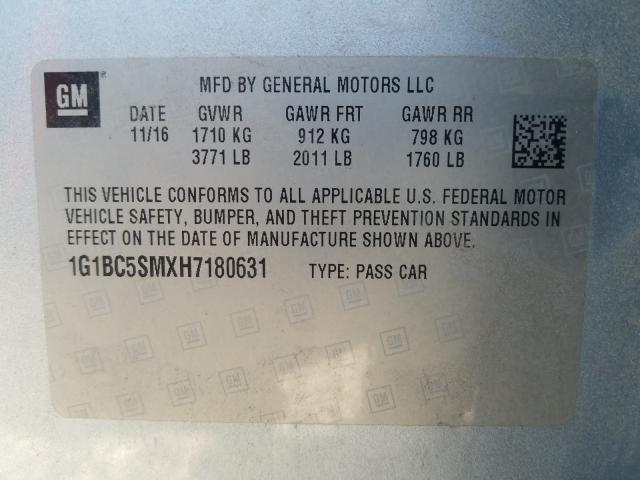 GM
MFD BY GENERAL MOTORS LLC
DATE GVWR GAWR FRT GAWR RR
11/16 1710 KG 912 KG 798 KG
3771 LB 2011 LB 1760 LB
THIS VEHICLE CONFORMS TO ALL APPLICABLE U.S. FEDERAL MOTOR
VEHICLE SAFETY, BUMPER, AND THEFT PREVENTION STANDARDS IN
EFFECT ON THE DATE OF MANUFACTURE SHOWN ABOVE.
1G1BC5SMXH7180631 TYPE: PASS CAR